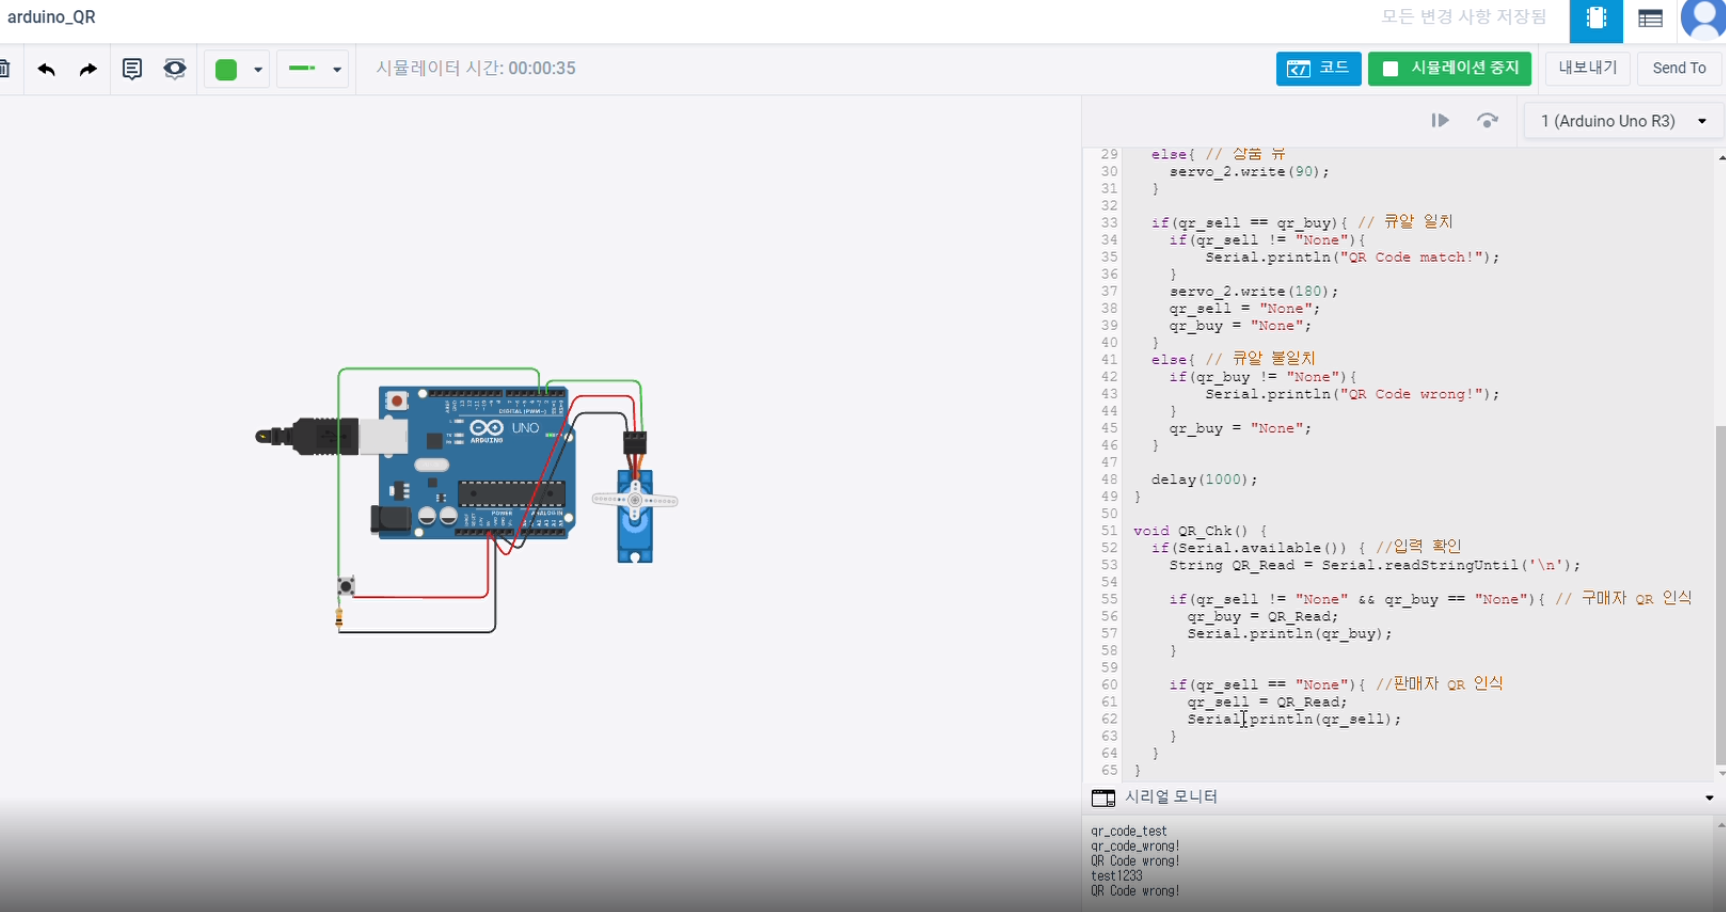 arduino_QR
모든 변경 사항 저장됨
시뮬레이터 시간: 00:00:35
코드
시뮬레이션 중지
내보내기
Send To
1 (Arduino Uno R3)
29 else{ // 상품 유
30 servo_2.write(90);
31 }
32
33 if(qr_sell == qr_buy){ // 큐알 일치
34 if(qr_sell != "None"){
35 Serial.println("QR Code match!");
36 }
37 servo_2.write(180);
38 qr_sell = "None";
39 qr_buy = "None";
40 }
41 else{ // 큐알 불일치
42 if(qr_buy != "None"){
43 Serial.println("QR Code wrong!");
44 }
45 qr_buy = "None";
46 }
47
48 delay(1000);
49 }
50
51 void QR_Chk() {
52 if(Serial.available()) { //입력 확인
53 String QR_Read = Serial.readStringUntil('\n');
54
55 if(qr_sell != "None" && qr_buy == "None"){ // 구매자 QR 인식
56 qr_buy = QR_Read;
57 Serial.println(qr_buy);
58 }
59
60 if(qr_sell == "None"){ //판매자 QR 인식
61 qr_sell = QR_Read;
62 Serial.println(qr_sell);
63 }
64 }
65 }
DIGITAL (PWM~)
UNO
ARDUINO
POWER
ANALOG IN
시리얼 모니터
qr_code_test
qr_code_wrong!
QR Code wrong!
test1233
QR Code wrong!